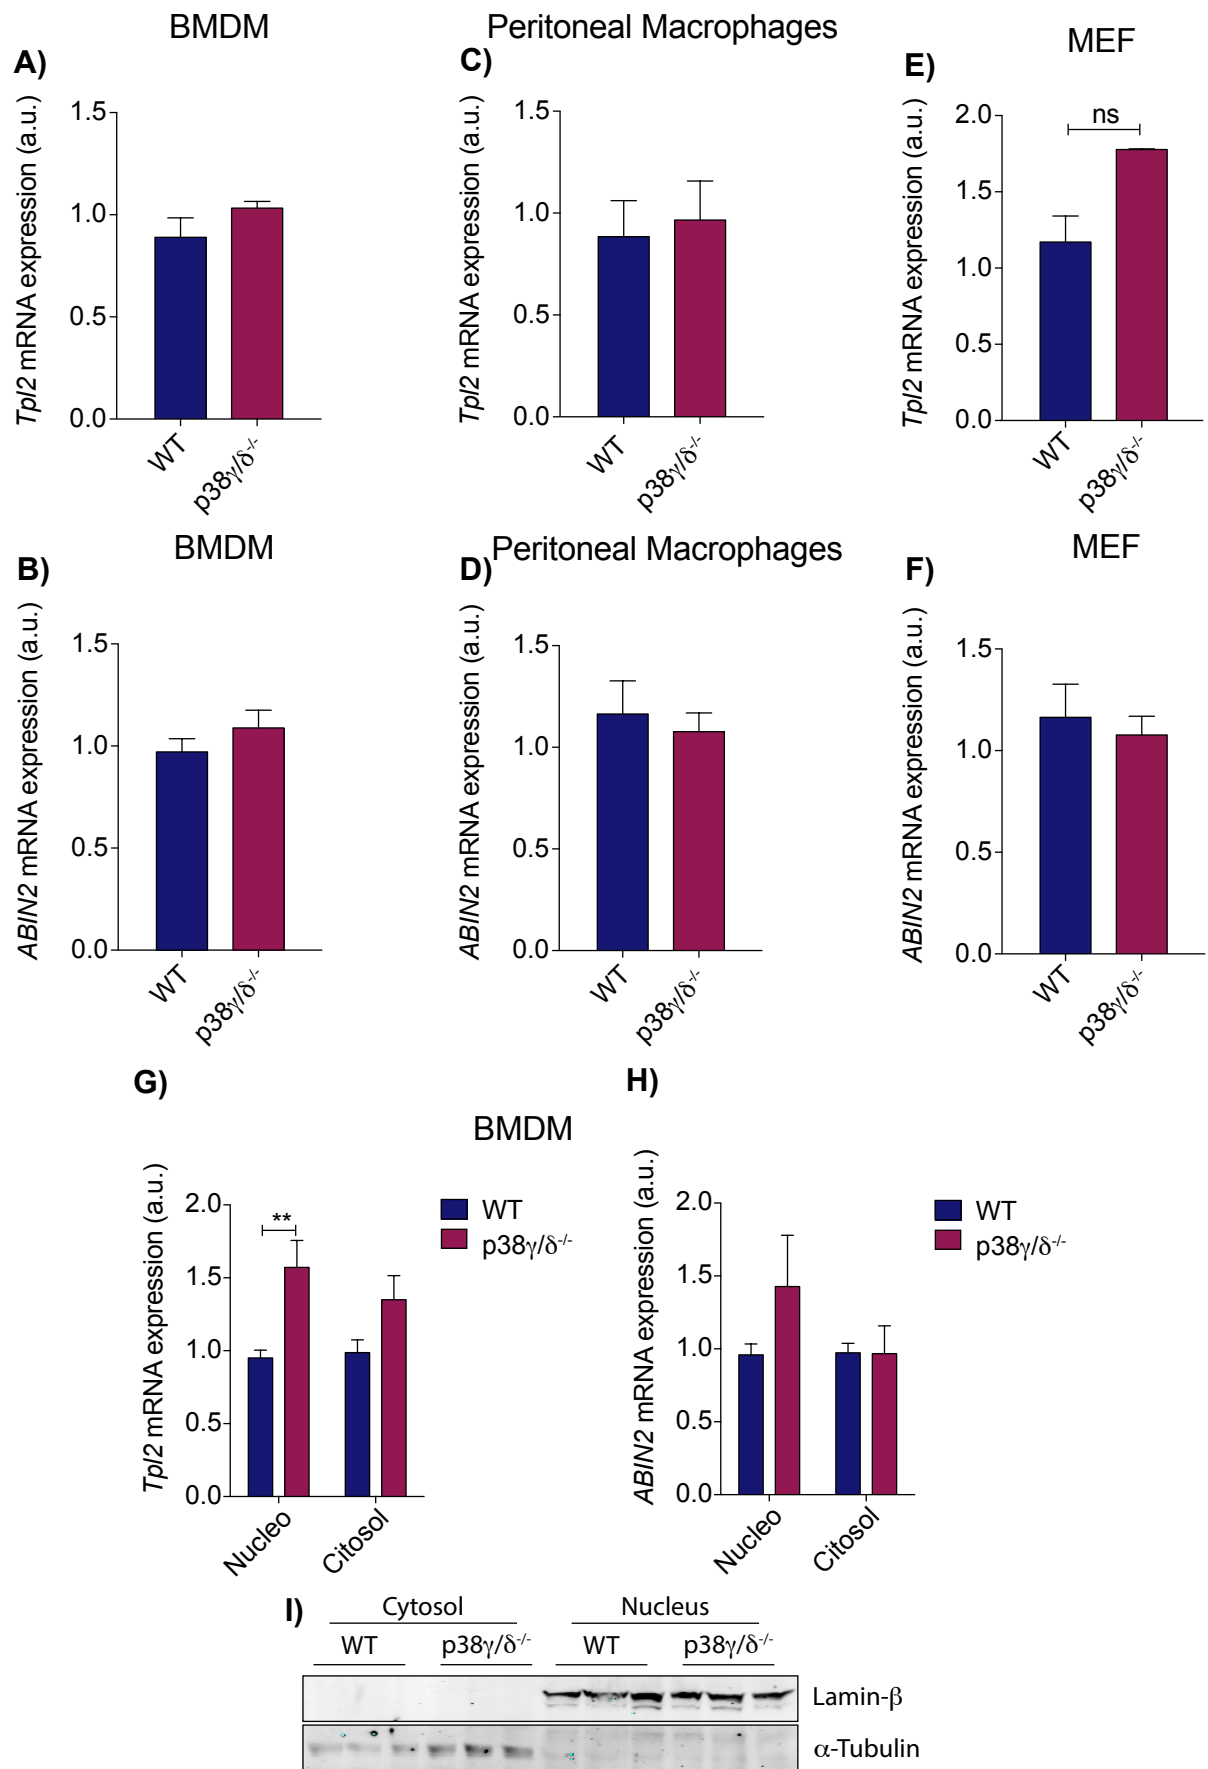 BMDM
Peritoneal Macrophages
MEF
A)
C)
E)
Tpl2 mRNA expression (a.u.)
1.5
1.0
0.5
0.0
WT
p38γ/δ-/-
Tpl2 mRNA expression (a.u.)
1.5
1.0
0.5
0.0
WT
p38γ/δ-/-
Tpl2 mRNA expression (a.u.)
2.0
1.5
1.0
0.5
0.0
ns
WT
p38γ/δ-/-
BMDM
Peritoneal Macrophages
MEF
B)
D)
F)
ABIN2 mRNA expression (a.u.)
1.5
1.0
0.5
0.0
WT
p38γ/δ-/-
ABIN2 mRNA expression (a.u.)
1.5
1.0
0.5
0.0
WT
p38γ/δ-/-
ABIN2 mRNA expression (a.u.)
1.5
1.0
0.5
0.0
WT
p38γ/δ-/-
G)
H)
BMDM
Tpl2 mRNA expression (a.u.)
2.0
1.5
1.0
0.5
0.0
**
Nucleo
Citosol
WT
p38γ/δ-/-
ABIN2 mRNA expression (a.u.)
2.0
1.5
1.0
0.5
0.0
Nucleo
Citosol
WT
p38γ/δ-/-
I)
Cytosol
Nucleus
WT
p38γ/δ-/-
WT
p38γ/δ-/-
Lamin-β
α-Tubulin